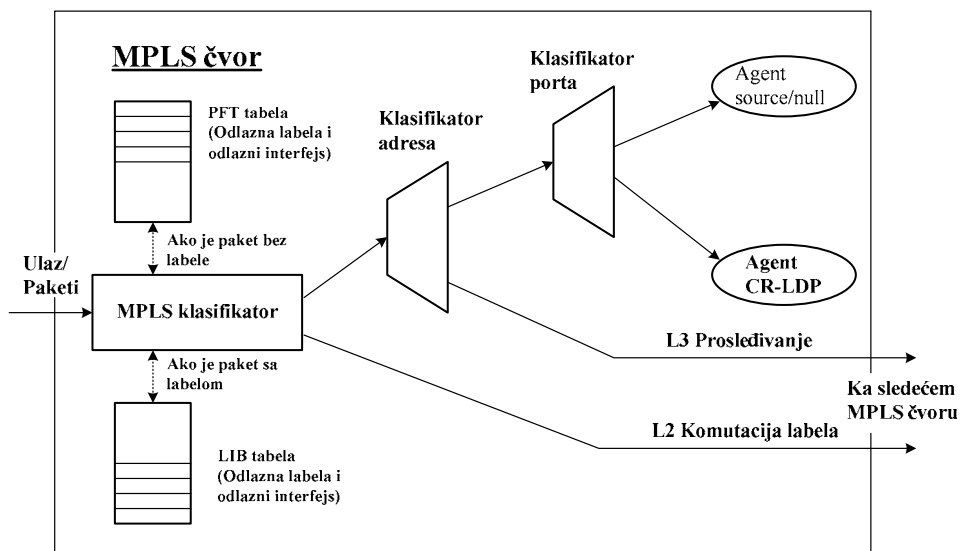 MPLS čvor
PFT tabela
(Odlazna labela i
odlazni interfejs)
Klasifikator
adresa
Klasifikator
porta
Agent
source/null
Ako je paket bez
labele
Ulaz/
Paketi
MPLS klasifikator
Agent
CR-LDP
Ako je paket sa
labelom
L3 Prosleđivanje
Ka sledećem
MPLS čvoru
L2 Komutacija labela
LIB tabela
(Odlazna labela i
odlazni interfejs)